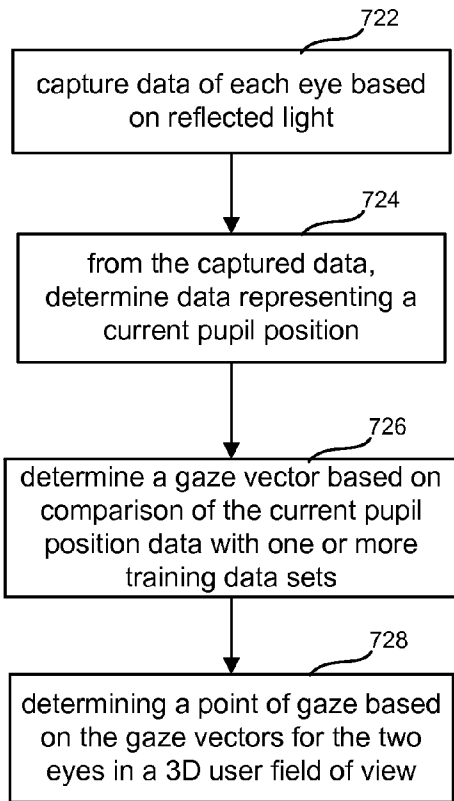 722
capture data of each eye based
on reflected light
724
from the captured data,
determine data representing a
current pupil position
726
determine a gaze vector based on
comparison of the current pupil
position data with one or more
training data sets
728
determining a point of gaze based
on the gaze vectors for the two
eyes in a 3D user field of view